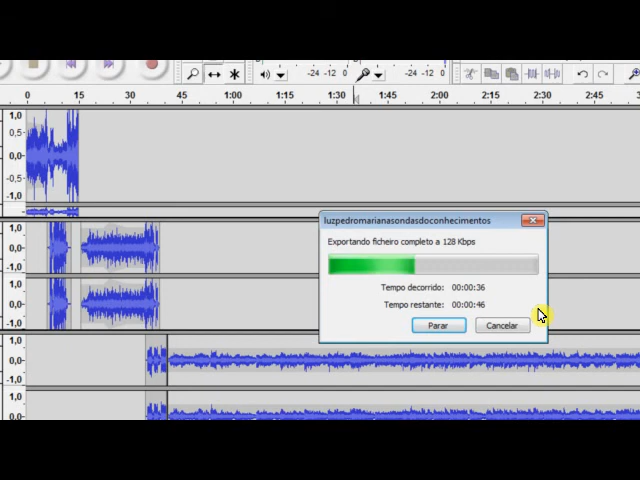 -24 -12 0 -24 -12 0
0 15 30 45 1:00 1:15 1:30 1:45 2:00 2:15 2:30 2:45
1,0
0,5
0,0
-0,5
-1,0
1,0
0,0
-1,0
1,0
0,0
-1,0
1,0
0,0
-1,0
1,0
0,0
luzpedromarianasondasdoconhecimentos
Exportando ficheiro completo a 128 Kbps
Tempo decorrido: 00:00:36
Tempo restante: 00:00:46
Parar Cancelar